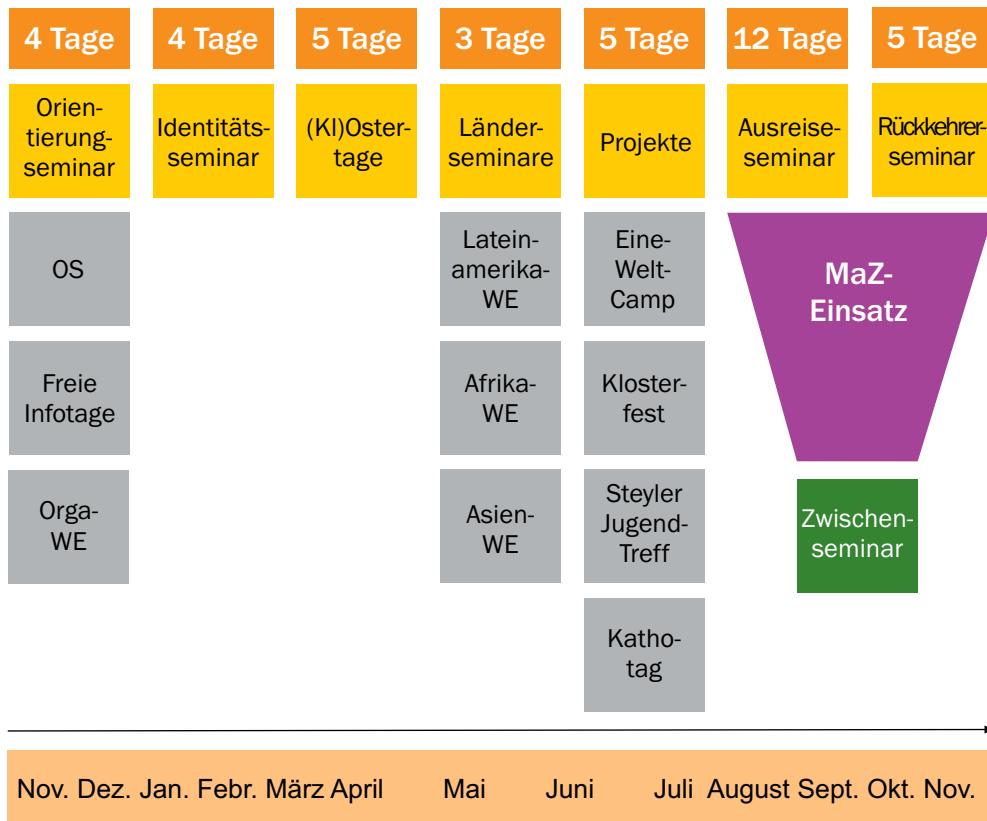 4 Tage
4 Tage
5 Tage
3 Tage
5 Tage
12 Tage
5 Tage
Orien-
tierung-
seminar
Identitäts-
seminar
(KI)Oster-
tage
Länder-
seminare
Projekte
Ausreise-
seminar
Rückkehrer-
seminar
OS
Freie
Infotage
Orga-
WE
Latein-
amerika-
WE
Afrika-
WE
Asien-
WE
Eine-
Welt-
Camp
Kloster-
fest
Steyler
Jugend-
Treff
Katho-
tag
MaZ-
Einsatz
Zwischen-
seminar
Nov. Dez. Jan. Febr. März April Mai Juni Juli August Sept. Okt. Nov.